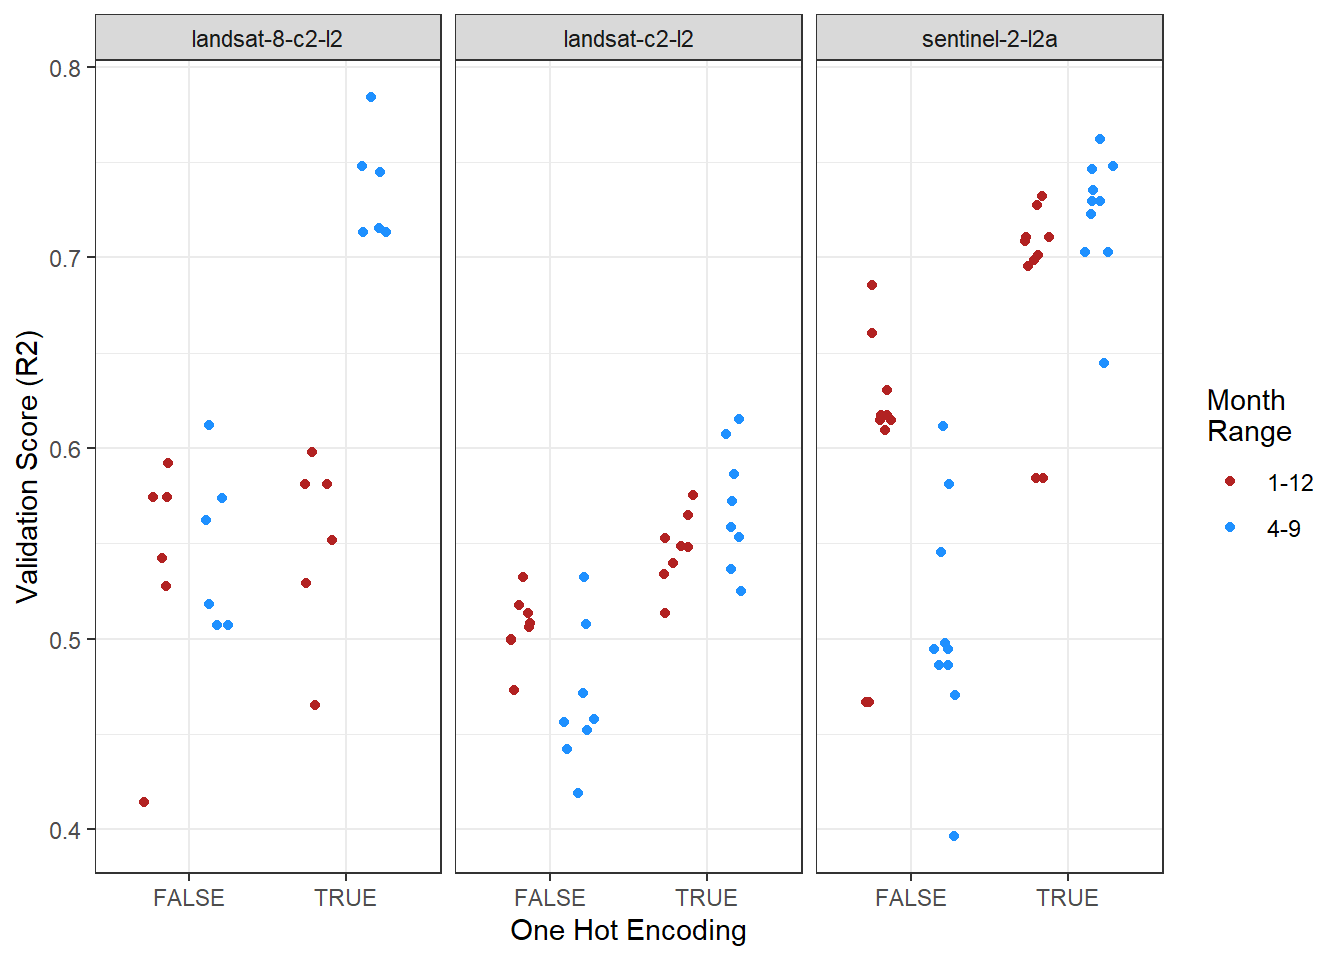 landsat-8-c2-l2
landsat-c2-l2
sentinel-2-l2a
0.8
0.7
0.6
0.5
0.4
Validation Score (R2)
FALSE TRUE
FALSE TRUE
FALSE TRUE
One Hot Encoding
Month
Range
1-12
4-9